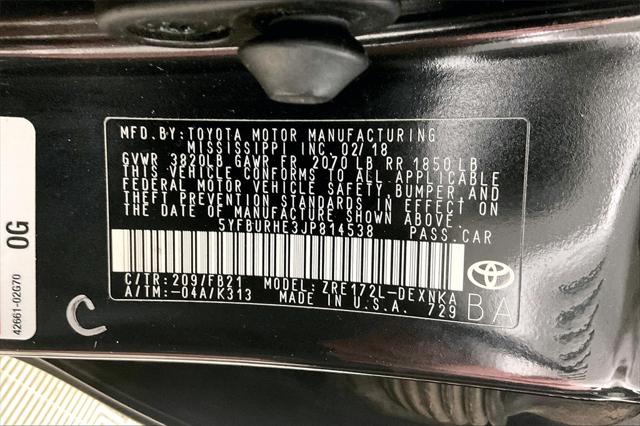 MFD.BY:TOYOTA MOTOR MANUFACTURING
MISSISSIPPI INC.02/18
GVWR 3820LB GAWR FR 2070 LB RR 1850 LB
THIS VEHICLE CONFORMS TO ALL APPLICABLE
FEDERAL MOTOR VEHICLE SAFETY, BUMPER,AND
THEFT PREVENTION STANDARDS IN EFFECT ON
THE DATE OF MANUFACTURE SHOWN ABOVE.
5YFBURHE3JP814538 PASS.CAR
C/TR:209/FB21 MODEL:ZRE172L-DEXNKA
A/TM:-04A/K313 MADE IN U.S.A. 729
BA
0G
42661-02G70
C